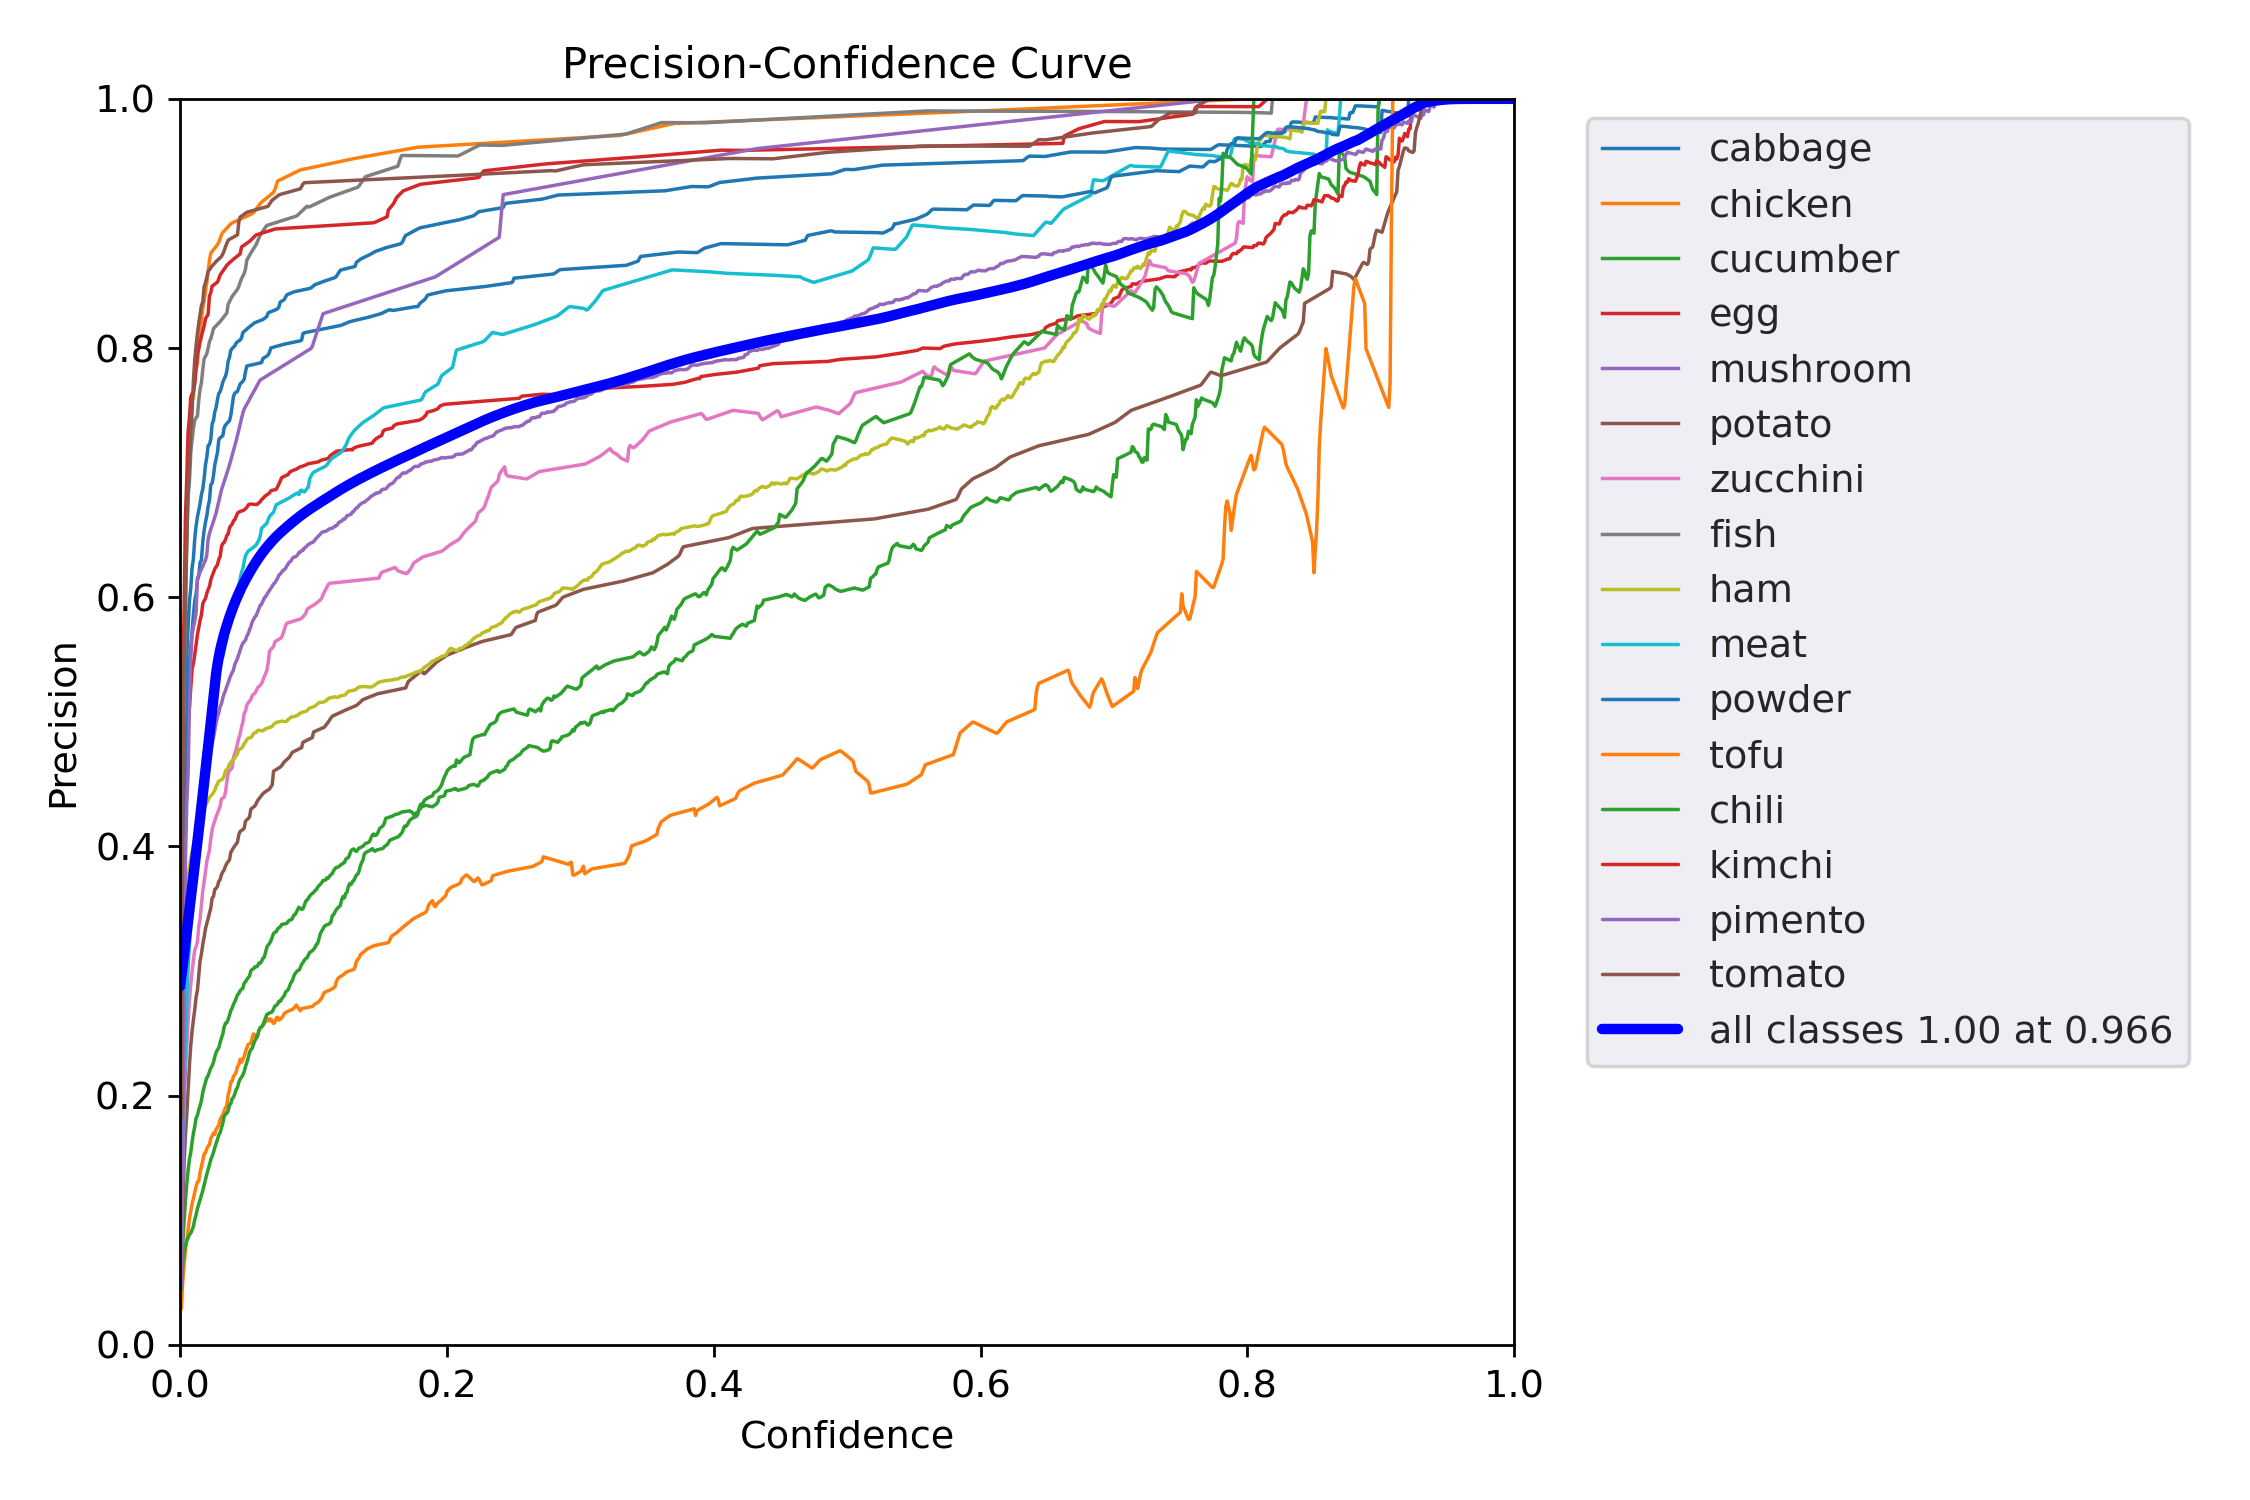 Precision-Confidence Curve
1.0
0.8
0.6
0.4
0.2
0.0
Precision
0.0 0.2 0.4 0.6 0.8 1.0
Confidence
cabbage
chicken
cucumber
egg
mushroom
potato
zucchini
fish
ham
meat
powder
tofu
chili
kimchi
pimento
tomato
all classes 1.00 at 0.966